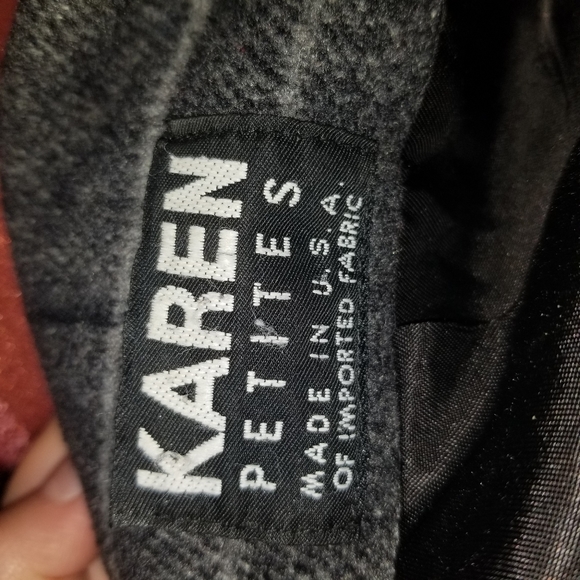 KAREN
PETITES
MADE IN U.S.A.
OF IMPORTED FABRIC